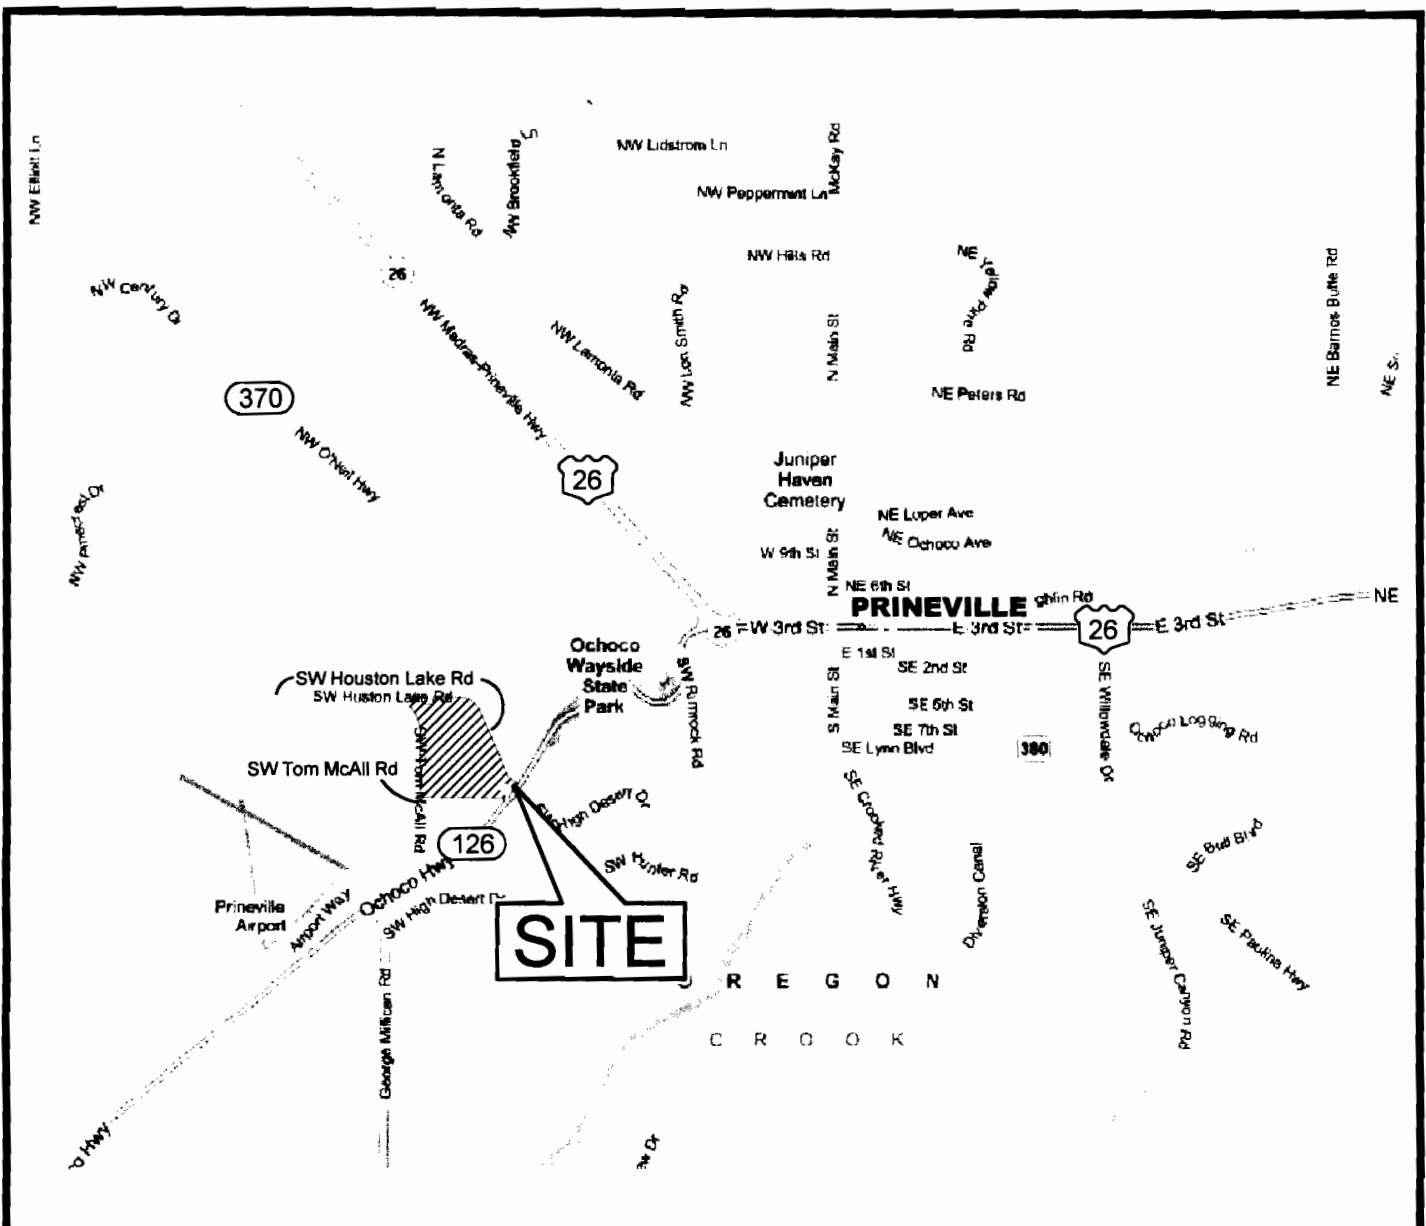 NW Elliott Ln
N Lamonta Rd
NW Brookfield
NW Lidstrom Ln
McKay Rd
NW Peppermint Ln
NW Hills Rd
NE Yellow Pine Rd
NE Barnes Butte Rd
26
NW Century Dr
NW Madras-Prineville Hwy
NW Lamonta Rd
NW Lon Smith Rd
N Main St
NE Peters Rd
370
NW O'Neil Hwy
26
Juniper
Haven
Cemetery
NE Loper Ave
NE Ochoco Ave
W 9th St
N Main St
NE 6th St
PRINEVILLE
ghlin Rd
26
W 3rd St
E 3rd St
26
E 3rd St
NE
Ochoco
Wayside
State
Park
E 1st St
SE 2nd St
SW Rimrock Rd
S Main St
SE Willowdale Dr
SW Houston Lake Rd
SW Huston Lake Rd
SE 5th St
SE 7th St
SE Lynn Blvd
380
Ochoco Logging Rd
SW Tom McAll Rd
SW Tom McAll Rd
126
SW High Desert Dr
SW Hunter Rd
SE Crooked River Hwy
Diversion Canal
SE Paulina Hwy
SE Juniper Canyon Rd
Ochoco Hwy
SW High Desert D
Prineville
Airport
Airport Way
SITE
O R E G O N
C R O O K
George Millican Rd
o Hwy
w Dr